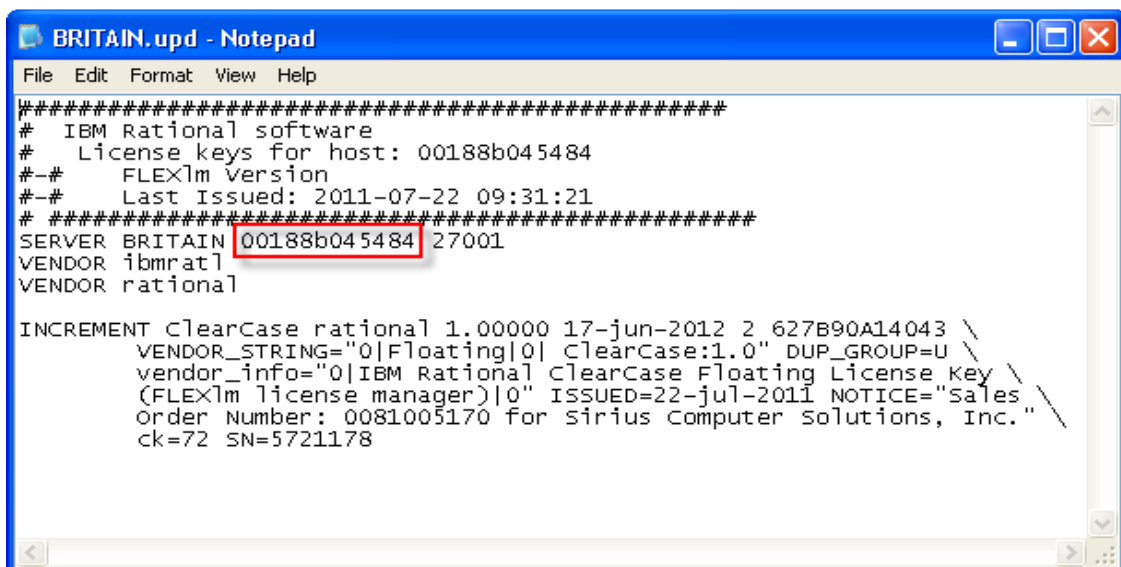 BRITAIN.upd - Notepad
File Edit Format View Help
#################################################
#  IBM Rational software
#   License keys for host: 00188b045484
#-#     FLEXlm Version
#-#     Last Issued: 2011-07-22 09:31:21
# #################################################
SERVER BRITAIN 00188b045484 27001
VENDOR ibmratl
VENDOR rational
INCREMENT ClearCase rational 1.00000 17-jun-2012 2 627B90A14043 \
VENDOR_STRING="0|Floating|0| ClearCase:1.0" DUP_GROUP=U \
vendor_info="0|IBM Rational ClearCase Floating License Key \
(FLEXlm license manager)|0" ISSUED=22-jul-2011 NOTICE="Sales \
Order Number: 0081005170 for Sirius Computer Solutions, Inc." \
ck=72 SN=5721178